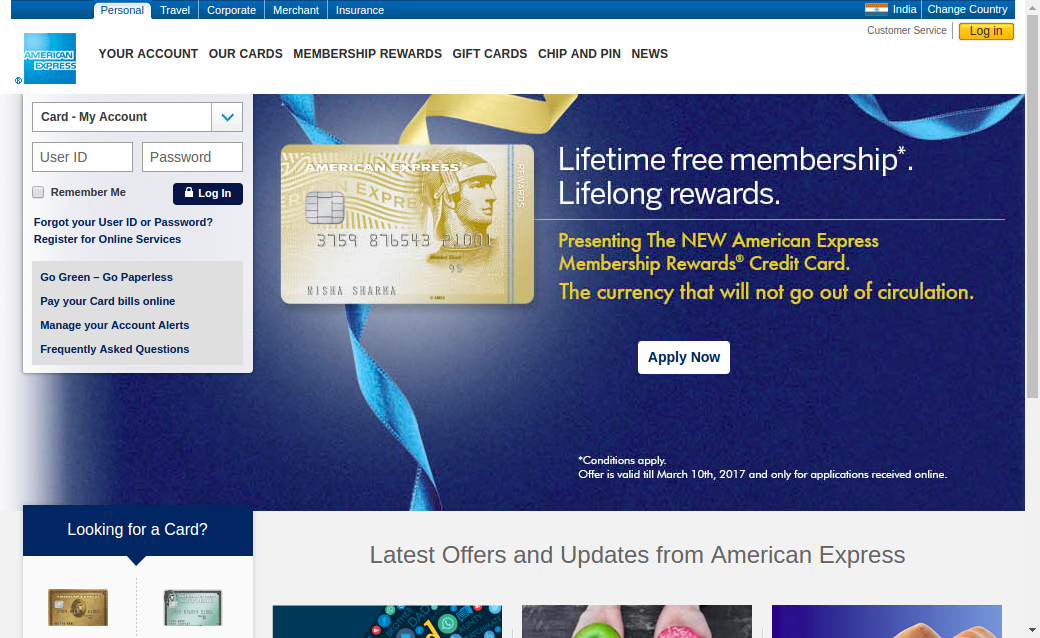 Personal
Travel
Corporate
Merchant
Insurance
India
Change Country
Customer Service
Log in
AMERICAN EXPRESS
®
YOUR ACCOUNT
OUR CARDS
MEMBERSHIP REWARDS
GIFT CARDS
CHIP AND PIN
NEWS
Card - My Account
User ID
Password
Remember Me
Log In
Forgot your User ID or Password?
Register for Online Services
Go Green – Go Paperless
Pay your Card bills online
Manage your Account Alerts
Frequently Asked Questions
AMERICAN EXPRESS
REWARDS
3759 876543 21001
95
NISHA SHARMA
Lifetime free membership*.
Lifelong rewards.
Presenting The NEW American Express
Membership Rewards® Credit Card.
The currency that will not go out of circulation.
Apply Now
*Conditions apply.
Offer is valid till March 10th, 2017 and only for applications received online.
Looking for a Card?
Latest Offers and Updates from American Express